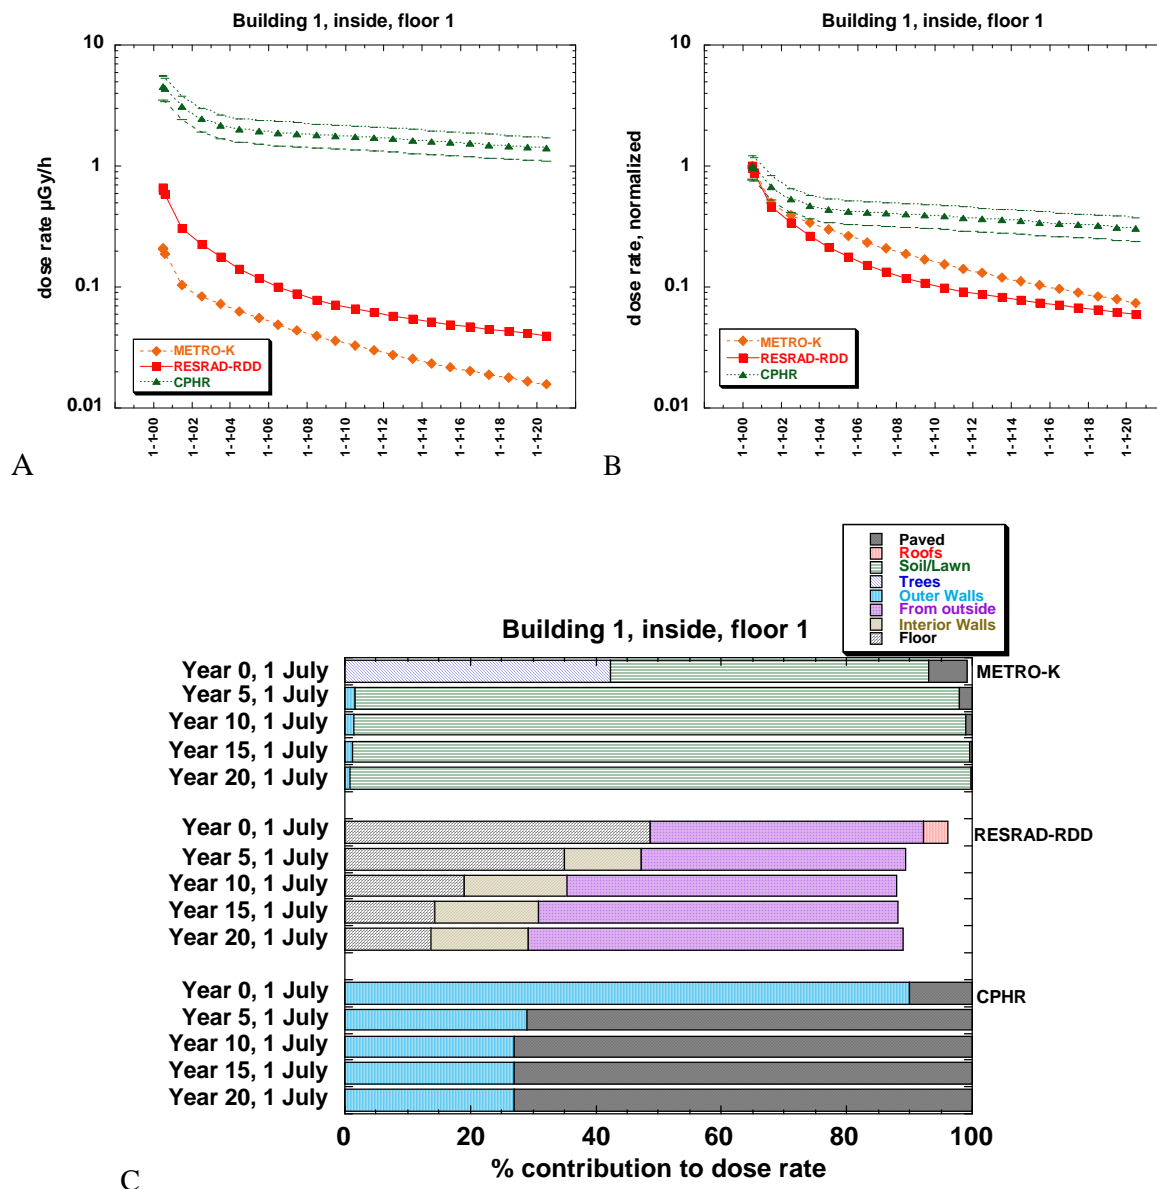 Building 1, inside, floor 1
10
1
0.1
0.01
dose rate µGy/h
METRO-K
RESRAD-RDD
CPHR
1-1-00
1-1-02
1-1-04
1-1-06
1-1-08
1-1-10
1-1-12
1-1-14
1-1-16
1-1-18
1-1-20
A
Building 1, inside, floor 1
10
1
0.1
0.01
dose rate, normalized
METRO-K
RESRAD-RDD
CPHR
1-1-00
1-1-02
1-1-04
1-1-06
1-1-08
1-1-10
1-1-12
1-1-14
1-1-16
1-1-18
1-1-20
B
Paved
Roofs
Soil/Lawn
Trees
Outer Walls
From outside
Interior Walls
Floor
Building 1, inside, floor 1
Year 0, 1 July
METRO-K
Year 5, 1 July
Year 10, 1 July
Year 15, 1 July
Year 20, 1 July
Year 0, 1 July
RESRAD-RDD
Year 5, 1 July
Year 10, 1 July
Year 15, 1 July
Year 20, 1 July
Year 0, 1 July
CPHR
Year 5, 1 July
Year 10, 1 July
Year 15, 1 July
Year 20, 1 July
0 20 40 60 80 100
% contribution to dose rate
C